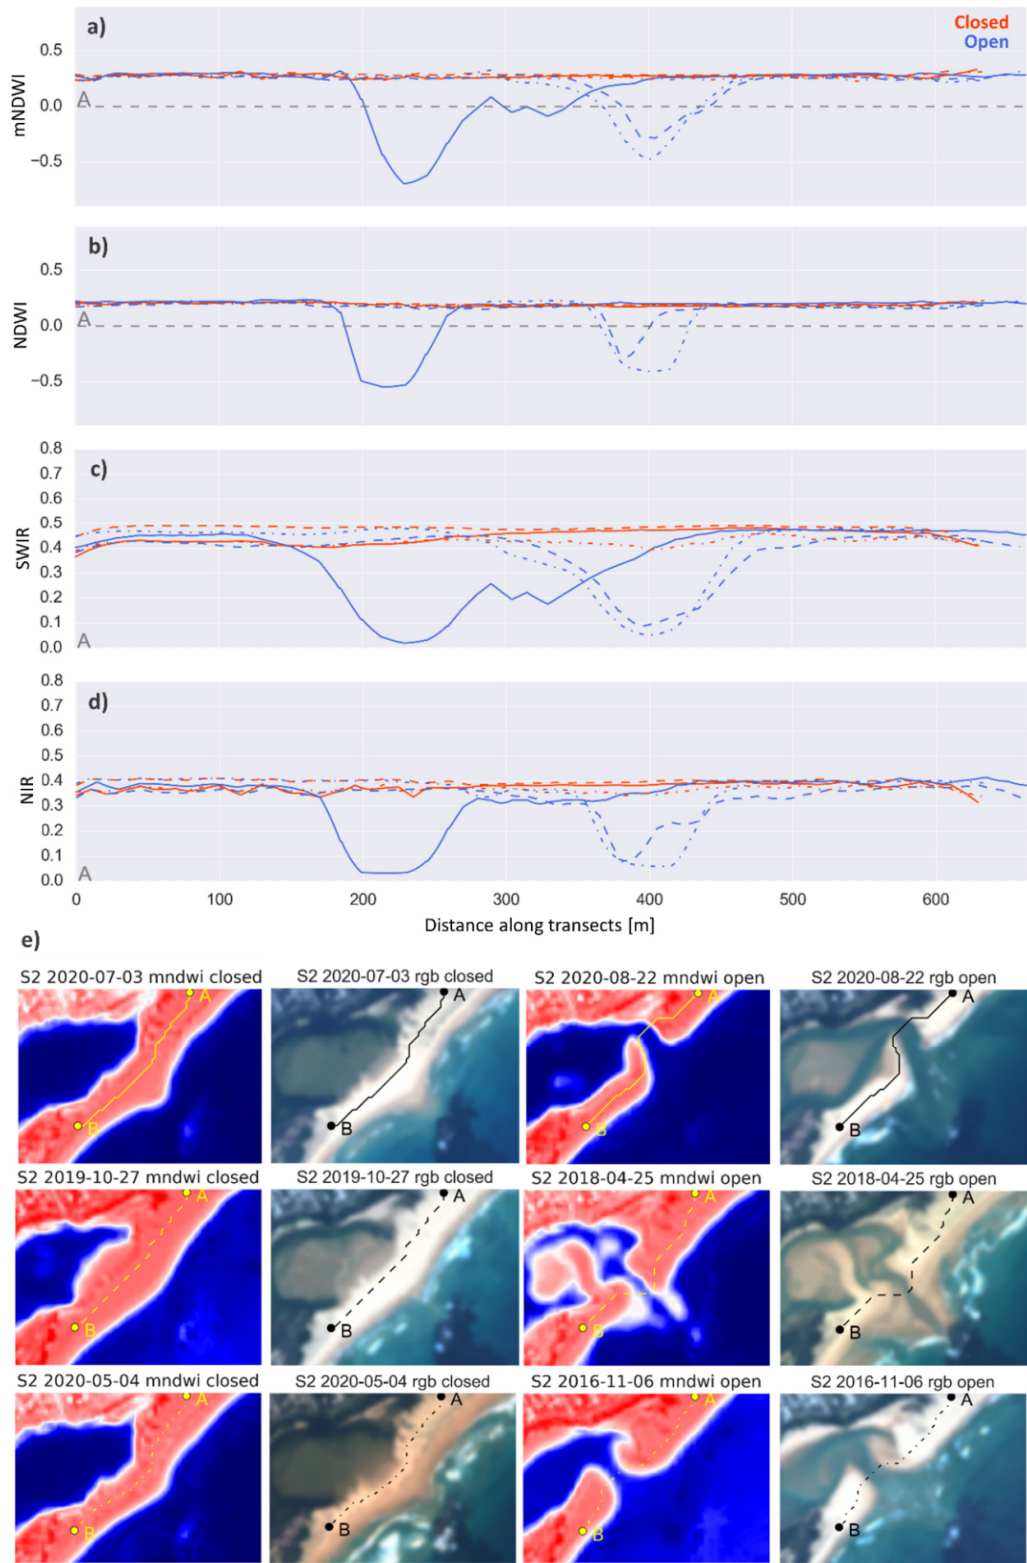 a)
Closed
Open
0.5
0.0
−0.5
mNDWI
A
b)
0.5
0.0
−0.5
NDWI
A
c)
0.8
0.7
0.6
0.5
0.4
0.3
0.2
0.1
0.0
SWIR
A
d)
0.8
0.7
0.6
0.5
0.4
0.3
0.2
0.1
0.0
NIR
A
0 100 200 300 400 500 600
Distance along transects [m]
e)
S2 2020-07-03 mndwi closed
S2 2020-07-03 rgb closed
S2 2020-08-22 mndwi open
S2 2020-08-22 rgb open
A A A A
B B B B
S2 2019-10-27 mndwi closed
S2 2019-10-27 rgb closed
S2 2018-04-25 mndwi open
S2 2018-04-25 rgb open
A A A A
B B B B
S2 2020-05-04 mndwi closed
S2 2020-05-04 rgb closed
S2 2016-11-06 mndwi open
S2 2016-11-06 rgb open
A A A A
B B B B